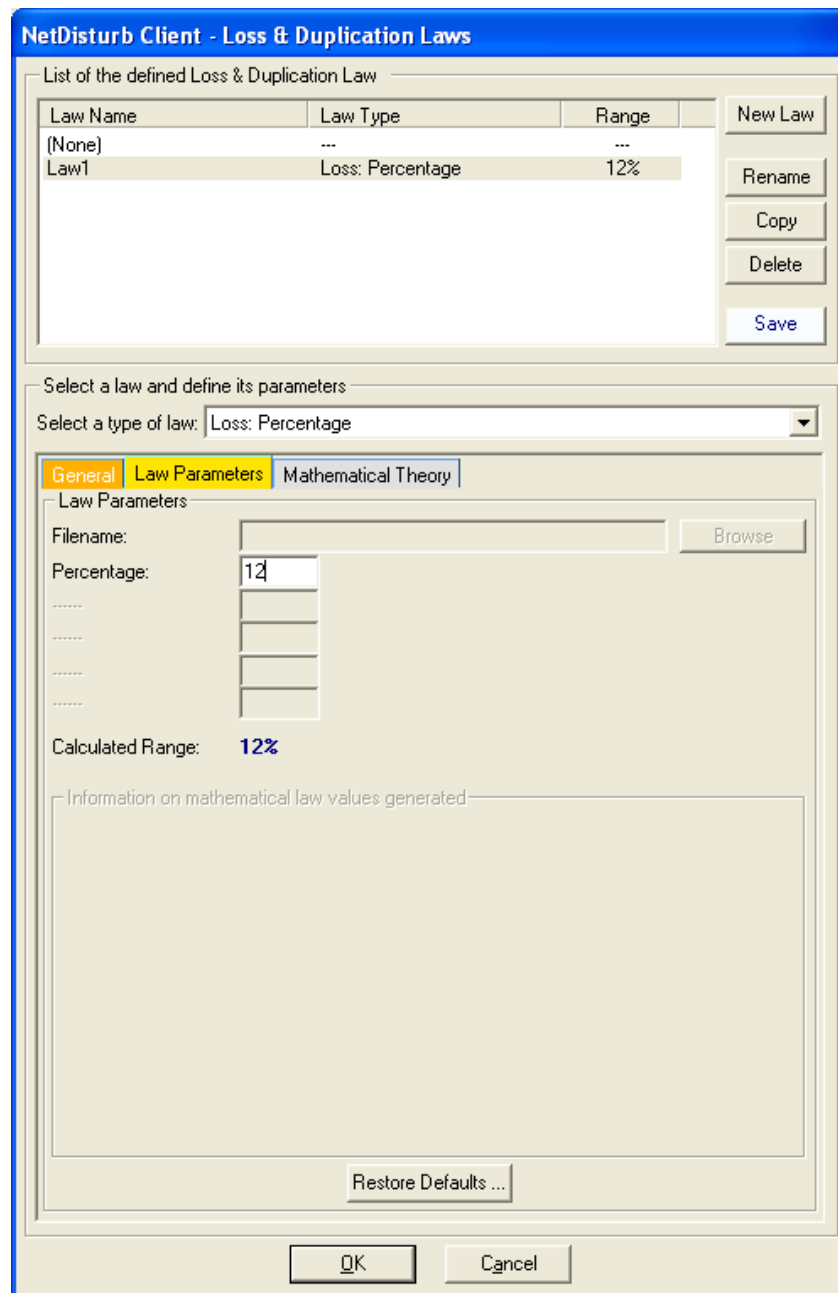 NetDisturb Client - Loss & Duplication Laws
List of the defined Loss & Duplication Law
Law Name Law Type Range New Law
(None) --- ---
Law1 Loss: Percentage 12%
Rename
Copy
Delete
Save
Select a law and define its parameters
Select a type of law: Loss: Percentage
General Law Parameters Mathematical Theory
Law Parameters
Filename: Browse
Percentage: 12
------
------
------
------
Calculated Range: 12%
Information on mathematical law values generated
Restore Defaults ...
OK Cancel